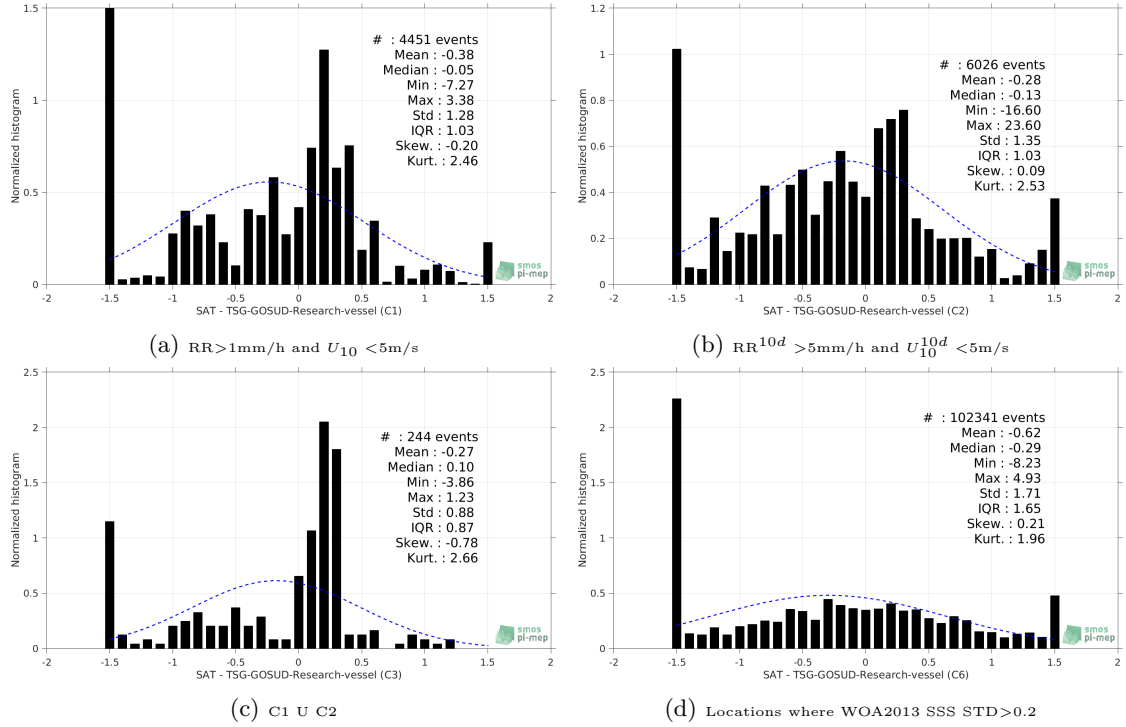 1.5
1
0.5
0
Normalized histogram
# : 4451 events
Mean : -0.38
Median : -0.05
Min : -7.27
Max : 3.38
Std : 1.28
IQR : 1.03
Skew. : -0.20
Kurt. : 2.46
smos
pi-mep
-2 -1.5 -1 -0.5 0 0.5 1 1.5 2
SAT - TSG-GOSUD-Research-vessel (C1)
(a) RR>1mm/h and U10 <5m/s
1.2
1
0.8
0.6
0.4
0.2
0
Normalized histogram
# : 6026 events
Mean : -0.28
Median : -0.13
Min : -16.60
Max : 23.60
Std : 1.35
IQR : 1.03
Skew. : 0.09
Kurt. : 2.53
smos
pi-mep
-2 -1.5 -1 -0.5 0 0.5 1 1.5 2
SAT - TSG-GOSUD-Research-vessel (C2)
(b) RR^10d >5mm/h and U10^10d <5m/s
2.5
2
1.5
1
0.5
0
Normalized histogram
# : 244 events
Mean : -0.27
Median : 0.10
Min : -3.86
Max : 1.23
Std : 0.88
IQR : 0.87
Skew. : -0.78
Kurt. : 2.66
smos
pi-mep
-2 -1.5 -1 -0.5 0 0.5 1 1.5 2
SAT - TSG-GOSUD-Research-vessel (C3)
(c) C1 U C2
2.5
2
1.5
1
0.5
0
Normalized histogram
# : 102341 events
Mean : -0.62
Median : -0.29
Min : -8.23
Max : 4.93
Std : 1.71
IQR : 1.65
Skew. : 0.21
Kurt. : 1.96
smos
pi-mep
-2 -1.5 -1 -0.5 0 0.5 1 1.5 2
SAT - TSG-GOSUD-Research-vessel (C6)
(d) Locations where WOA2013 SSS STD>0.2